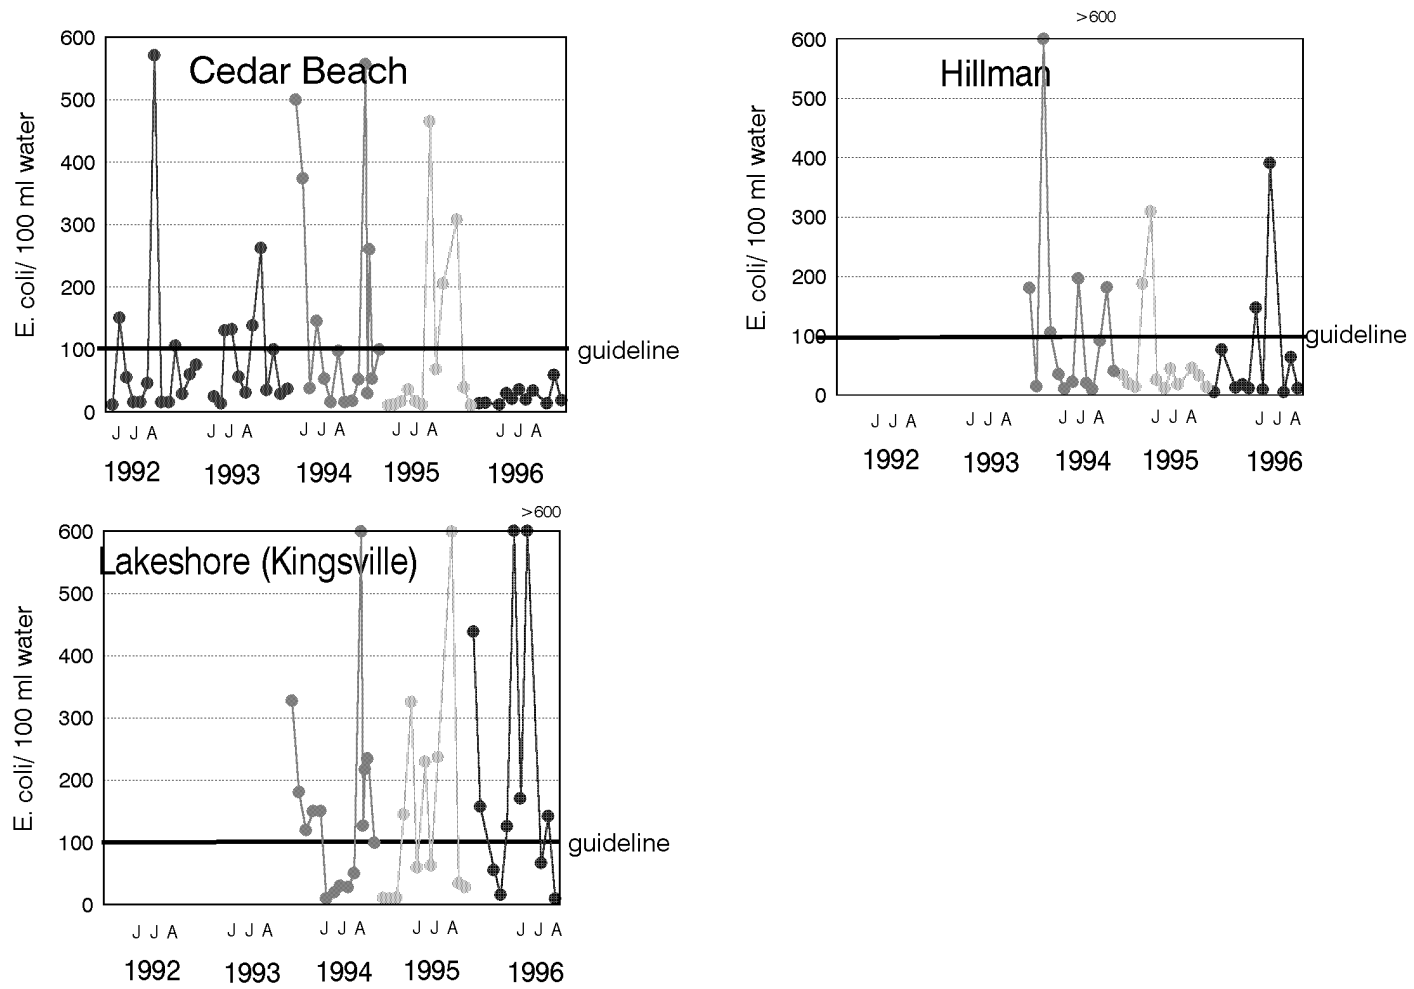 600
Cedar Beach
500
400
300
200
100
0
E. coli/ 100 ml water
guideline
J J A J J A J J A J J A J J A
1992 1993 1994 1995 1996
>600
600
Hillman
500
400
300
200
100
0
E. coli/ 100 ml water
guideline
J J A J J A J J A J J A J J A
1992 1993 1994 1995 1996
>600
600
Lakeshore (Kingsville)
500
400
300
200
100
0
E. coli/ 100 ml water
guideline
J J A J J A J J A J J A J J A
1992 1993 1994 1995 1996